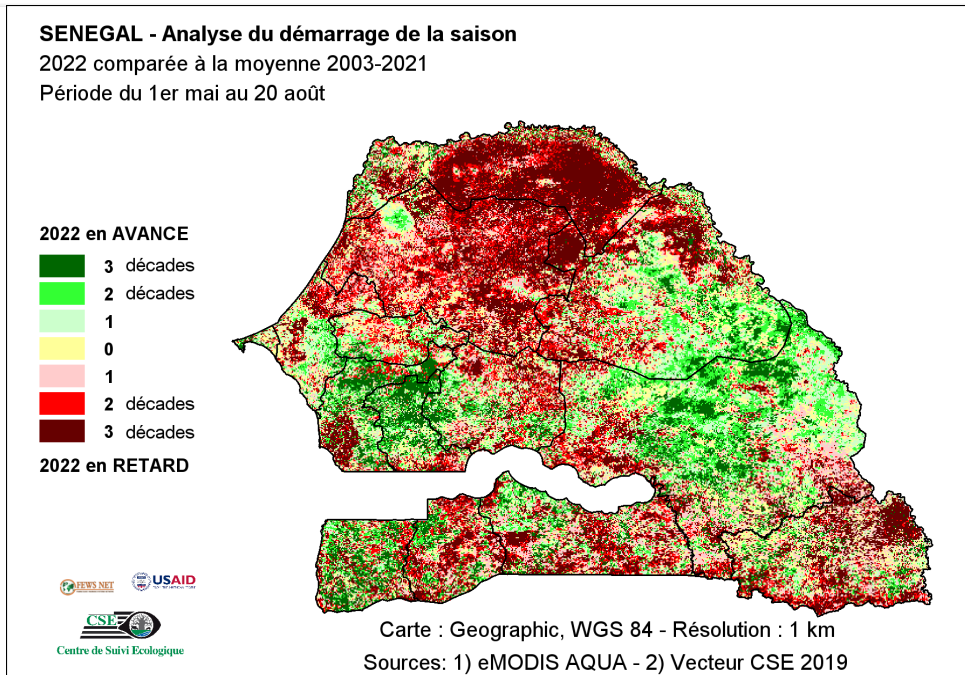 SENEGAL - Analyse du démarrage de la saison
2022 comparée à la moyenne 2003-2021
Période du 1er mai au 20 août
2022 en AVANCE
3 décades
2 décades
1
0
1
2 décades
3 décades
2022 en RETARD
FEWS NET
USAID
CSE
Centre de Suivi Ecologique
Carte : Geographic, WGS 84 - Résolution : 1 km
Sources: 1) eMODIS AQUA - 2) Vecteur CSE 2019